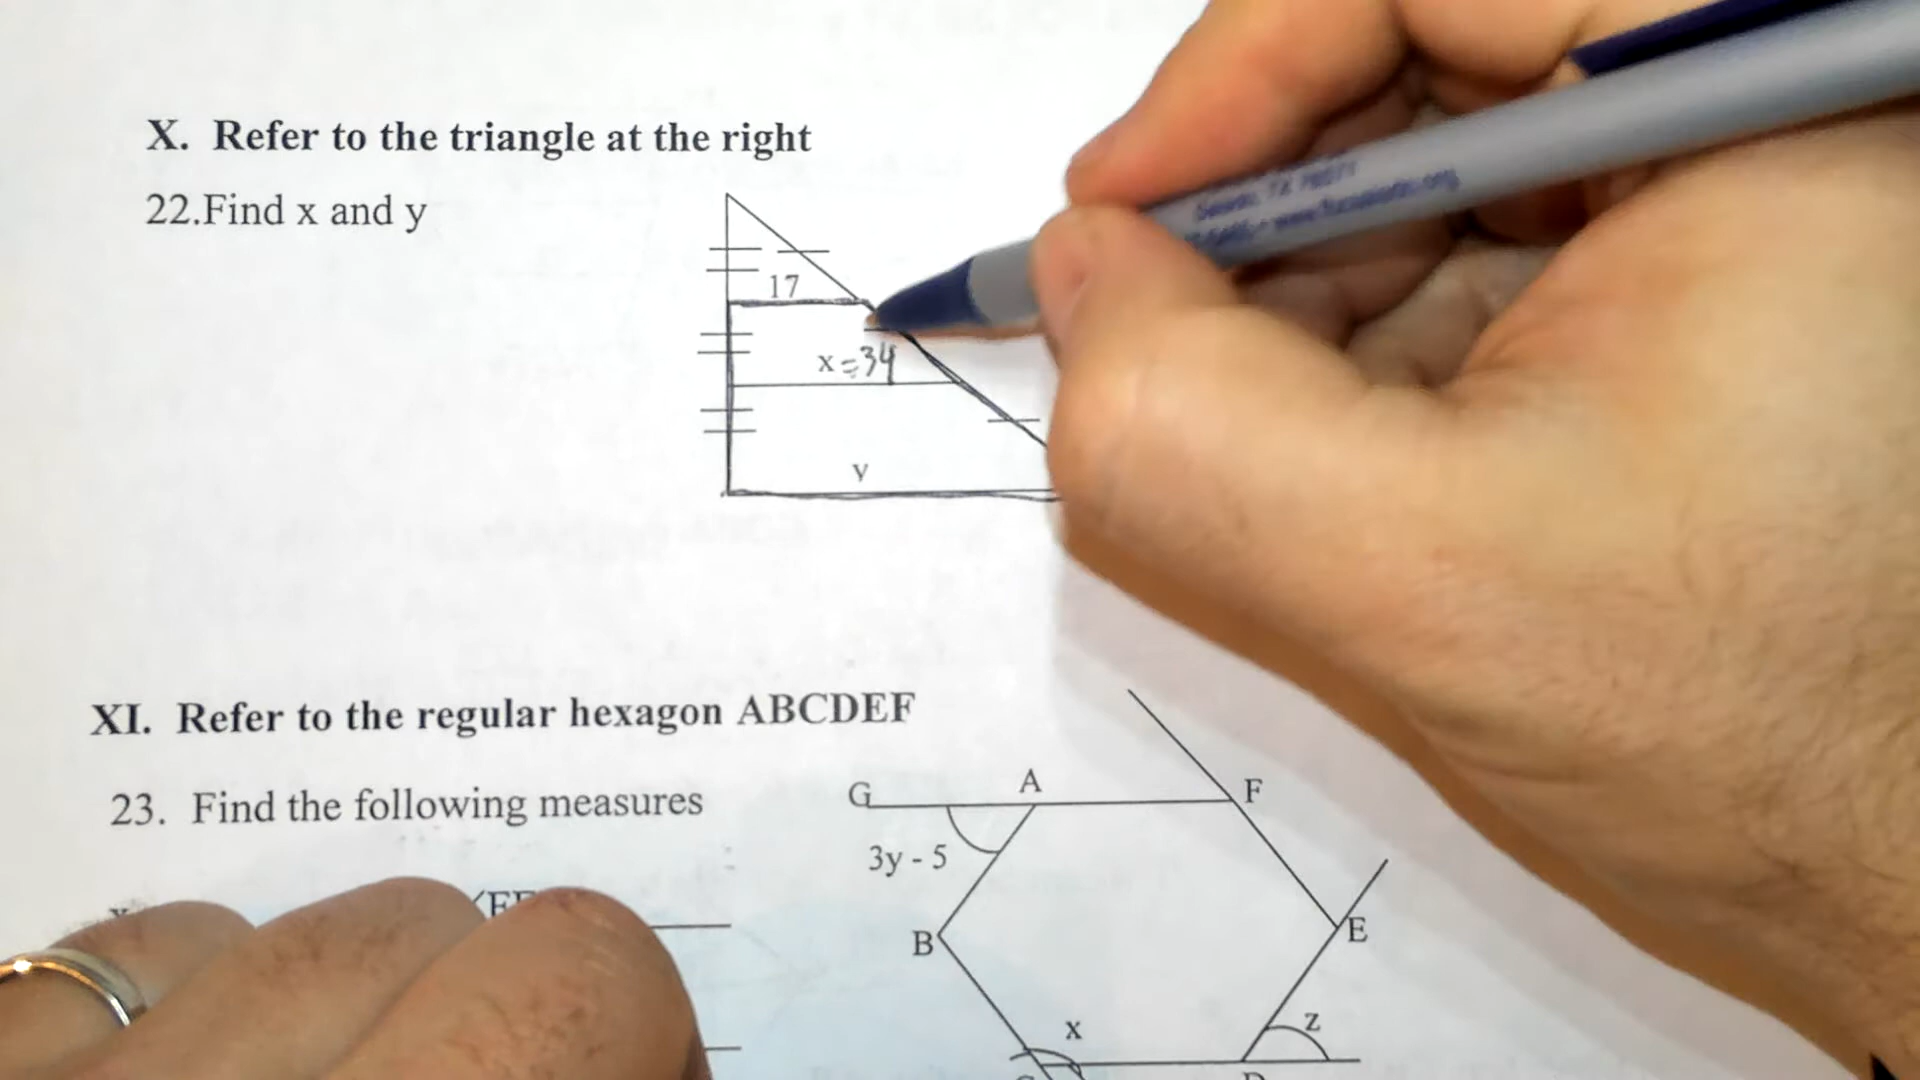 X. Refer to the triangle at the right
22.Find x and y
17
x=34
y
XI. Refer to the regular hexagon ABCDEF
23. Find the following measures
G
A
F
3y - 5
B
E
x
z